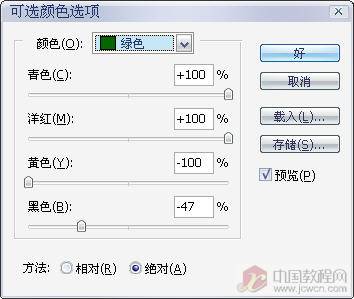 可选颜色选项
颜色(O): 绿色
青色(C): +100 %
洋红(M): +100 %
黄色(Y): -100 %
黑色(B): -47 %
方法: 相对(R) 绝对(A)
好
取消
载入(L)...
存储(S)...
预览(P)
中国教程网
www.jcwcn.com